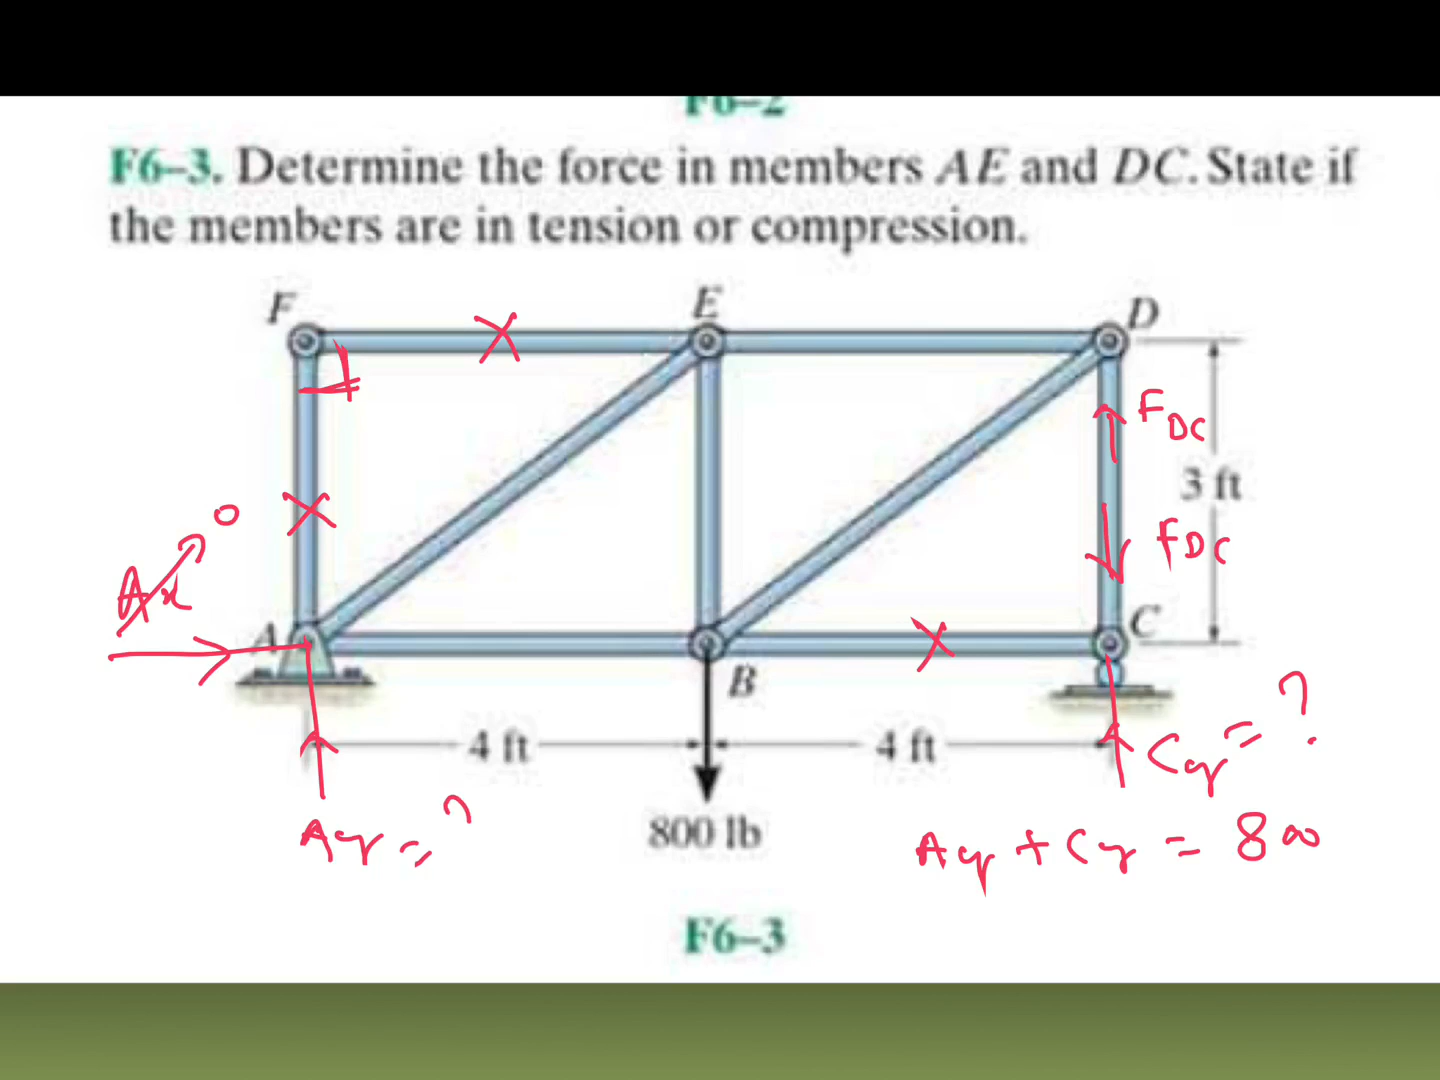 F6–2
F6–3. Determine the force in members AE and DC. State if
the members are in tension or compression.
F
E
D
F_DC
3 ft
0
Ax
F_DC
A
C
B
4 ft
4 ft
Cy = ?
Ay = ?
800 lb
Ay + Cy = 800
F6–3